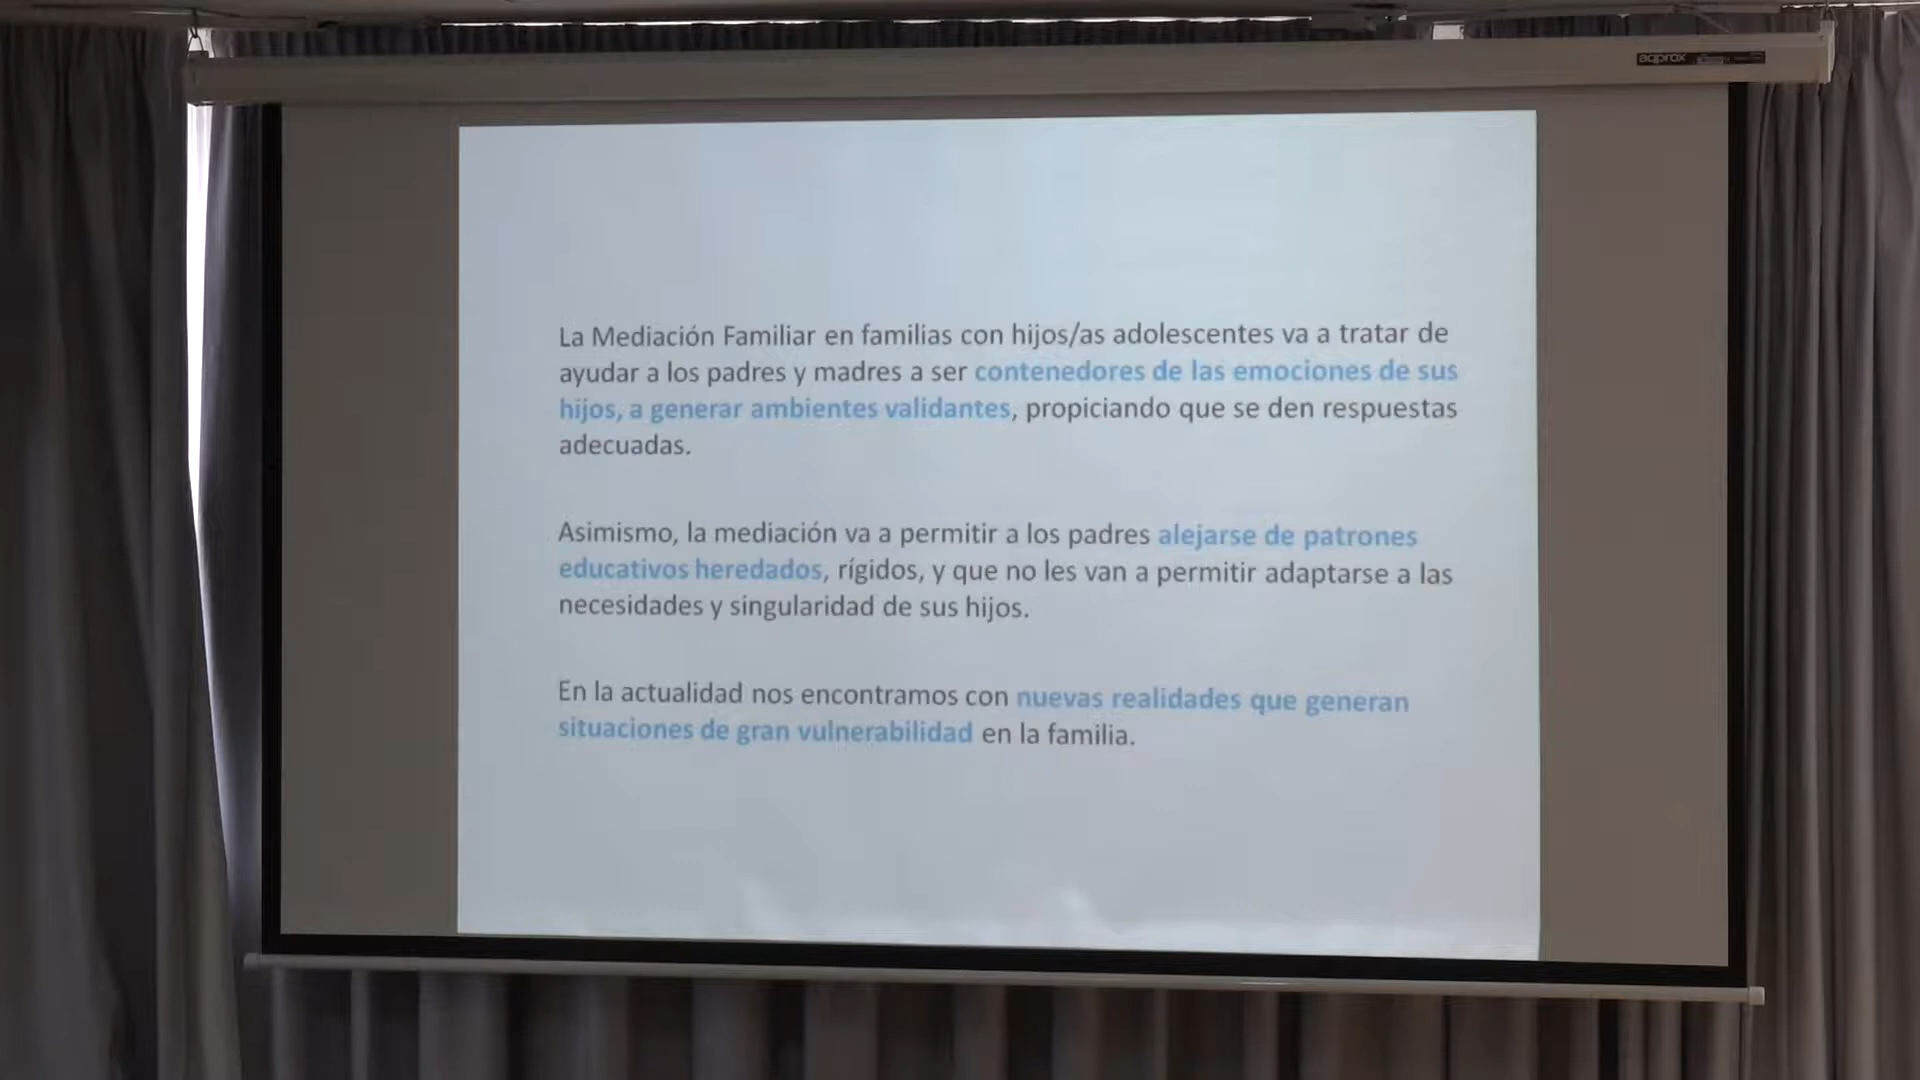 aqprox
La Mediación Familiar en familias con hijos/as adolescentes va a tratar de
ayudar a los padres y madres a ser contenedores de las emociones de sus
hijos, a generar ambientes validantes, propiciando que se den respuestas
adecuadas.
Asimismo, la mediación va a permitir a los padres alejarse de patrones
educativos heredados, rígidos, y que no les van a permitir adaptarse a las
necesidades y singularidad de sus hijos.
En la actualidad nos encontramos con nuevas realidades que generan
situaciones de gran vulnerabilidad en la familia.